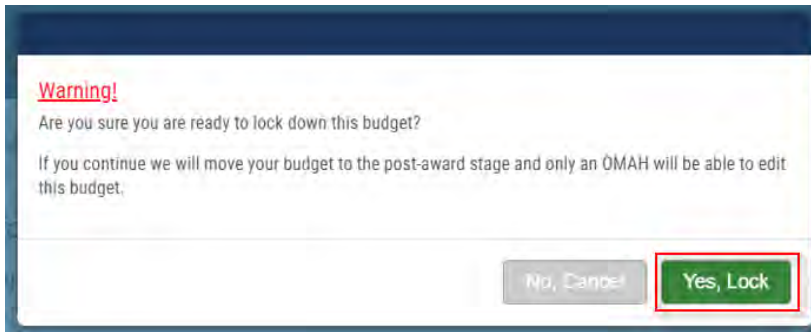 Warning!
Are you sure you are ready to lock down this budget?
If you continue we will move your budget to the post-award stage and only an OMAH will be able to edit
this budget.
No, Cancel
Yes, Lock